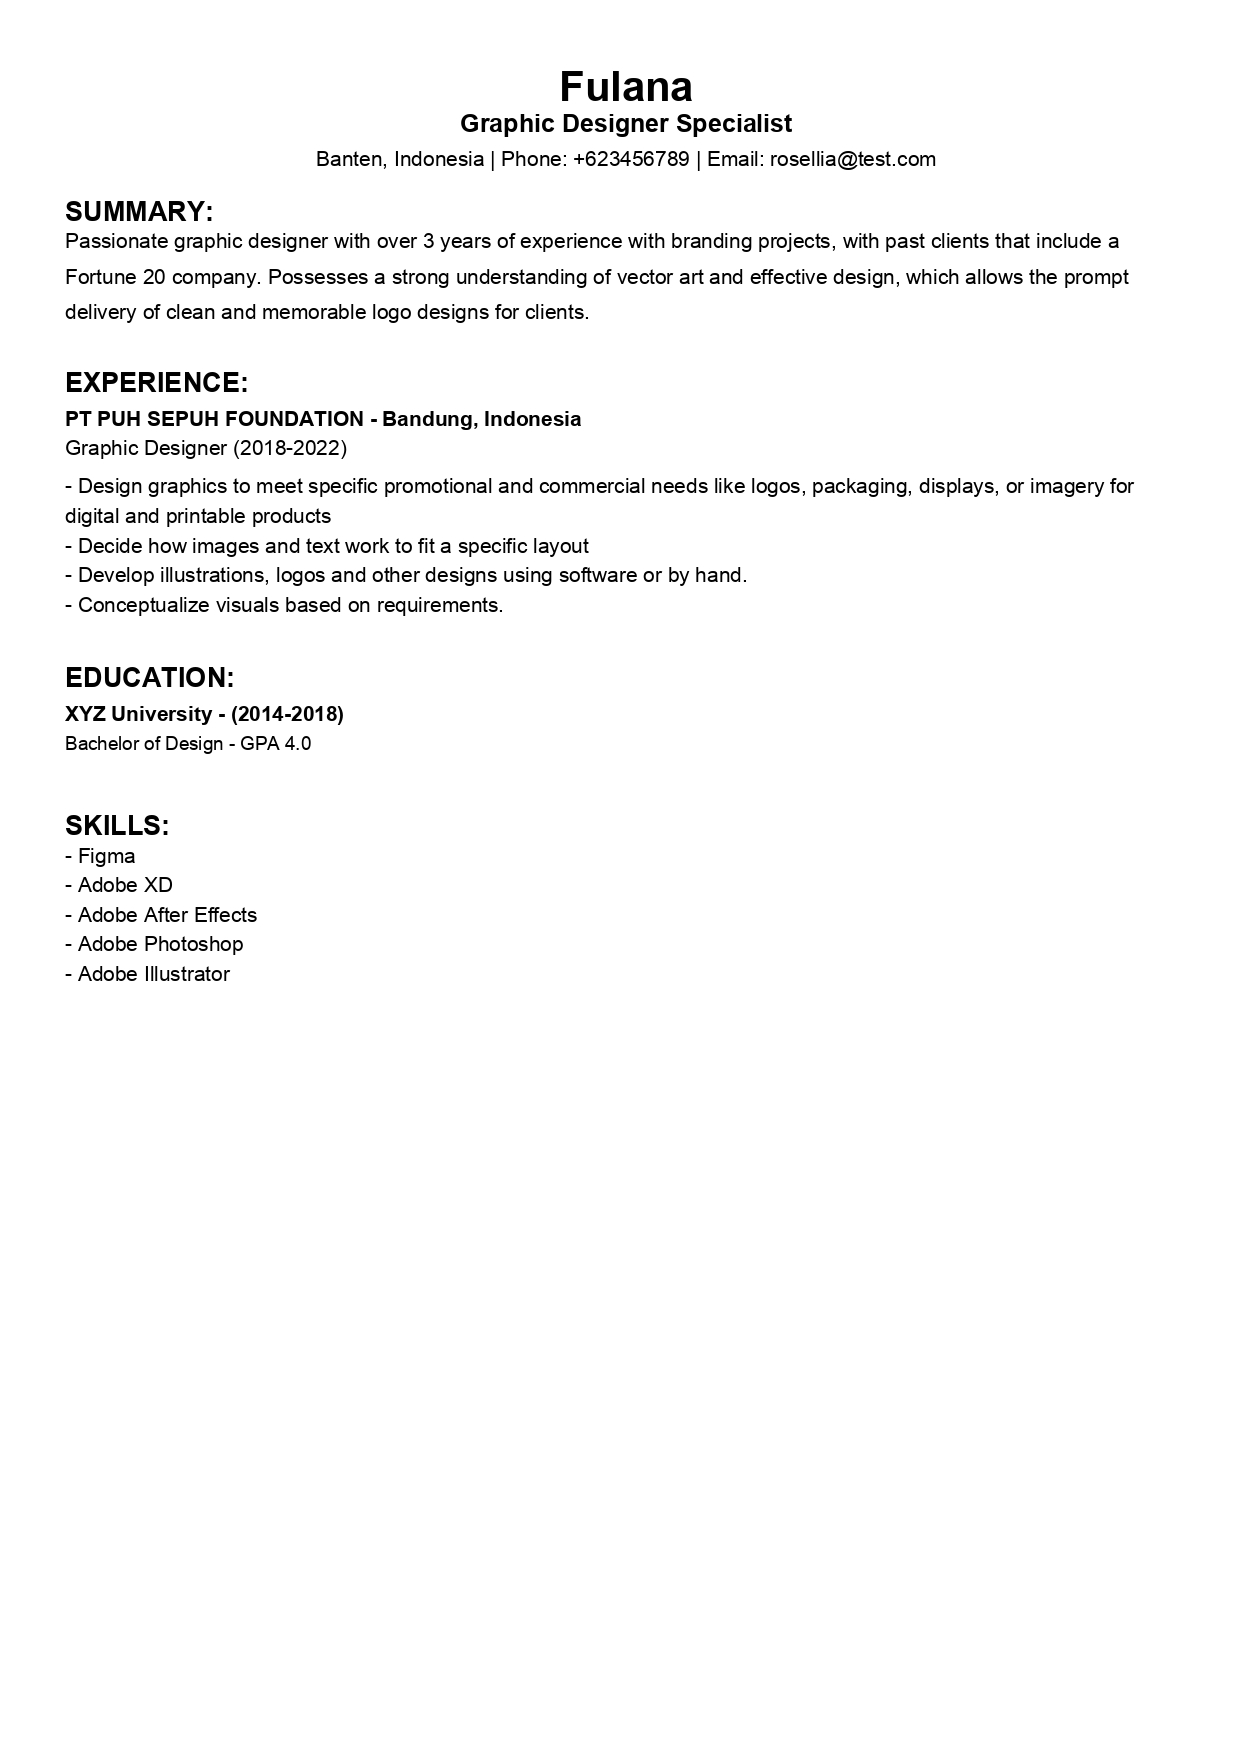 Fulana
Graphic Designer Specialist
Banten, Indonesia | Phone: +623456789 | Email: rosellia@test.com
SUMMARY:
Passionate graphic designer with over 3 years of experience with branding projects, with past clients that include a
Fortune 20 company. Possesses a strong understanding of vector art and effective design, which allows the prompt
delivery of clean and memorable logo designs for clients.
EXPERIENCE:
PT PUH SEPUH FOUNDATION - Bandung, Indonesia
Graphic Designer (2018-2022)
- Design graphics to meet specific promotional and commercial needs like logos, packaging, displays, or imagery for
digital and printable products
- Decide how images and text work to fit a specific layout
- Develop illustrations, logos and other designs using software or by hand.
- Conceptualize visuals based on requirements.
EDUCATION:
XYZ University - (2014-2018)
Bachelor of Design - GPA 4.0
SKILLS:
- Figma
- Adobe XD
- Adobe After Effects
- Adobe Photoshop
- Adobe Illustrator